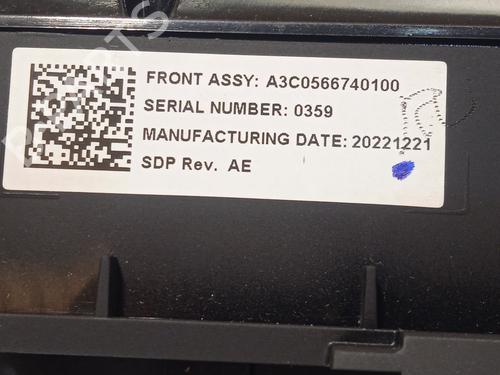 FRONT ASSY: A3C0566740100
SERIAL NUMBER: 0359
MANUFACTURING DATE: 20221221
SDP Rev. AE